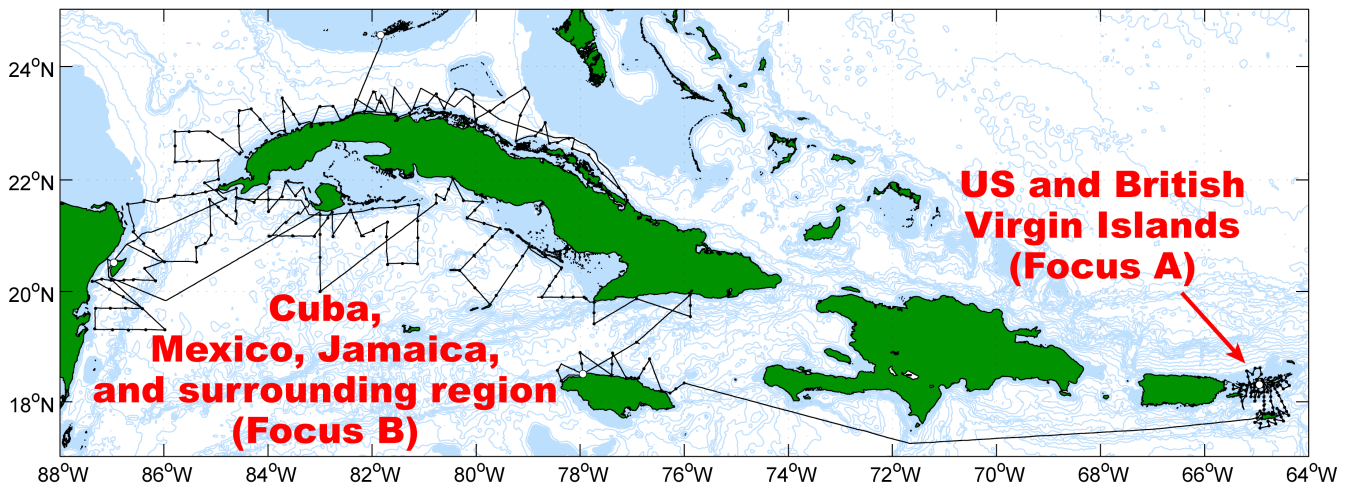 24°N
22°N
20°N
18°N
US and British
Virgin Islands
(Focus A)
Cuba,
Mexico, Jamaica,
and surrounding region
(Focus B)
88°W 86°W 84°W 82°W 80°W 78°W 76°W 74°W 72°W 70°W 68°W 66°W 64°W